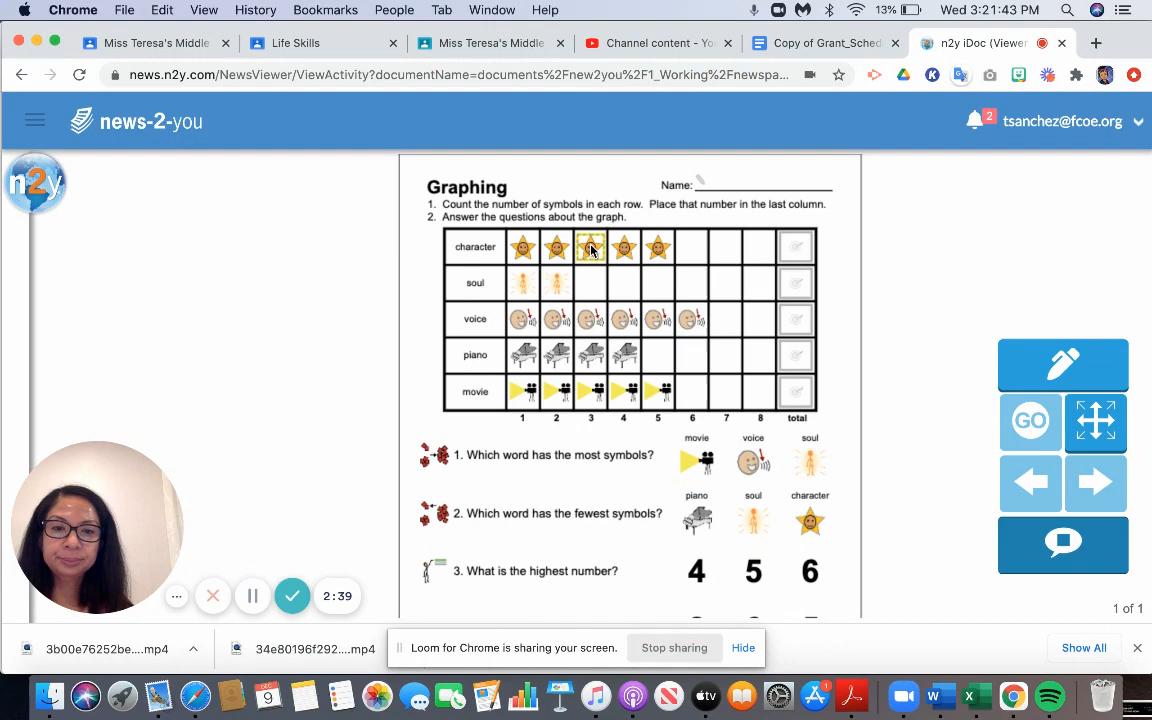 Chrome File Edit View History Bookmarks People Tab Window Help 13% Wed 3:21:43 PM
Miss Teresa's Middle Life Skills Miss Teresa's Middle Channel content - Yo Copy of Grant_Sched n2y iDoc (Viewer
news.n2y.com/NewsViewer/ViewActivity?documentName=documents%2Fnew2you%2F1_Working%2Fnewspa...
news-2-you 2 tsanchez@fcoe.org
n2y
Graphing Name:
1. Count the number of symbols in each row. Place that number in the last column.
2. Answer the questions about the graph.
character
soul
voice
piano
movie
1 2 3 4 5 6 7 8 total
movie voice soul
1. Which word has the most symbols?
piano soul character
2. Which word has the fewest symbols?
3. What is the highest number? 4 5 6
GO
2:39
1 of 1
3b00e76252be....mp4 34e80196f292....mp4 Loom for Chrome is sharing your screen. Stop sharing Hide Show All
DEC
9
tv